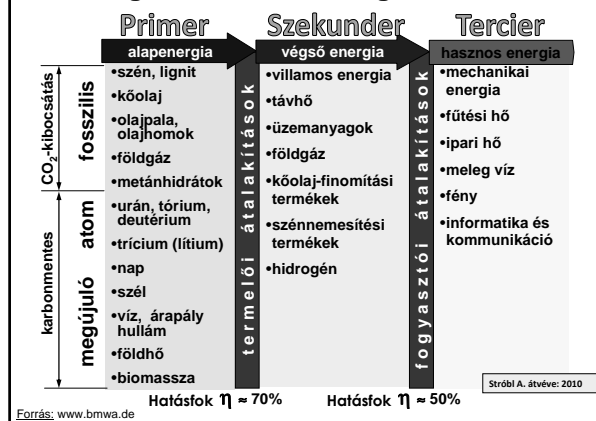 Primer
Szekunder
Tercier
alapenergia
végső energia
hasznos energia
CO2-kibocsátás
fosszilis
•szén, lignit
•kőolaj
•olajpala,
olajhomok
•földgáz
•metánhidrátok
karbonmentes
atom
•urán, tórium,
deutérium
•trícium (lítium)
megújuló
•nap
•szél
•víz, árapály
hullám
•földhő
•biomassza
termelői átalakítások
•villamos energia
•távhő
•üzemanyagok
•földgáz
•kőolaj-finomítási
termékek
•szénnemesítési
termékek
•hidrogén
fogyasztói átalakítások
•mechanikai
energia
•fűtési hő
•ipari hő
•meleg víz
•fény
•informatika és
kommunikáció
Stróbl A. átvéve: 2010
Hatásfok η ≈ 70%
Hatásfok η ≈ 50%
Forrás: www.bmwa.de